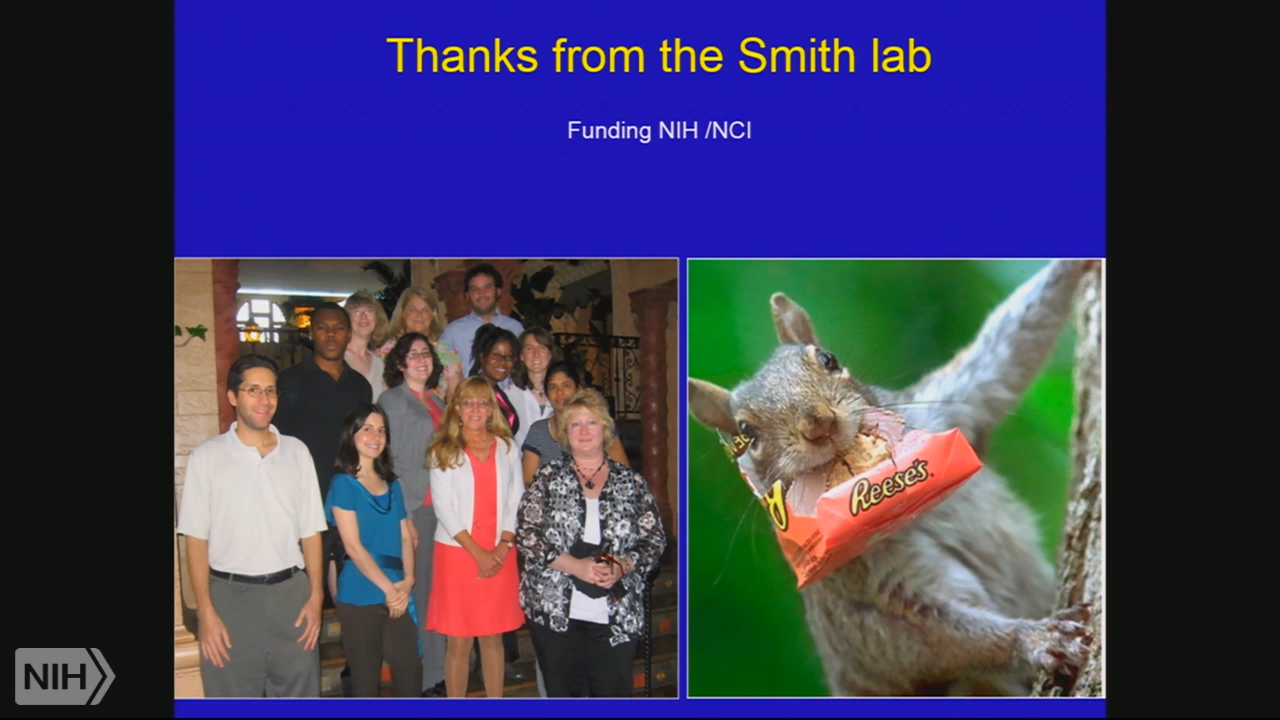 Thanks from the Smith lab
Funding NIH /NCI
Reese's
NIH